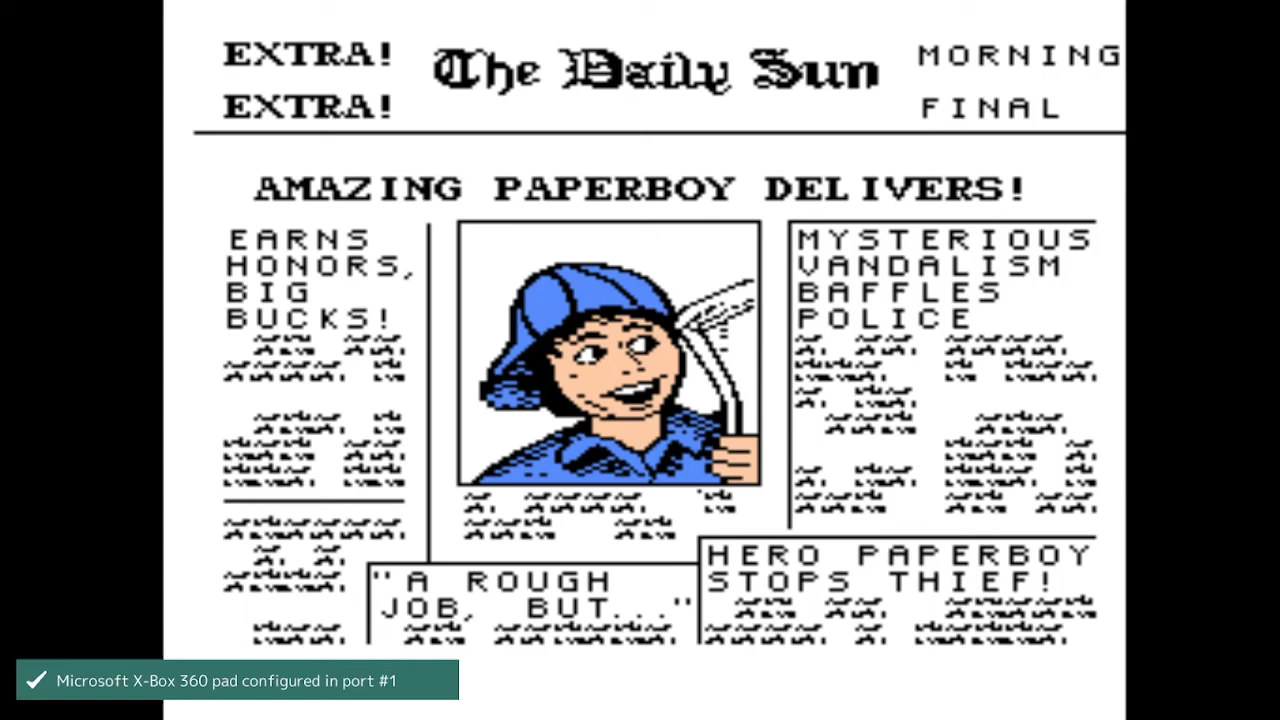 EXTRA!
The Daily Sun
MORNING
EXTRA!
FINAL
AMAZING PAPERBOY DELIVERS!
EARNS
HONORS,
BIG
BUCKS!
MYSTERIOUS
VANDALISM
BAFFLES
POLICE
"A ROUGH
JOB, BUT..."
HERO PAPERBOY
STOPS THIEF!
Microsoft X-Box 360 pad configured in port #1